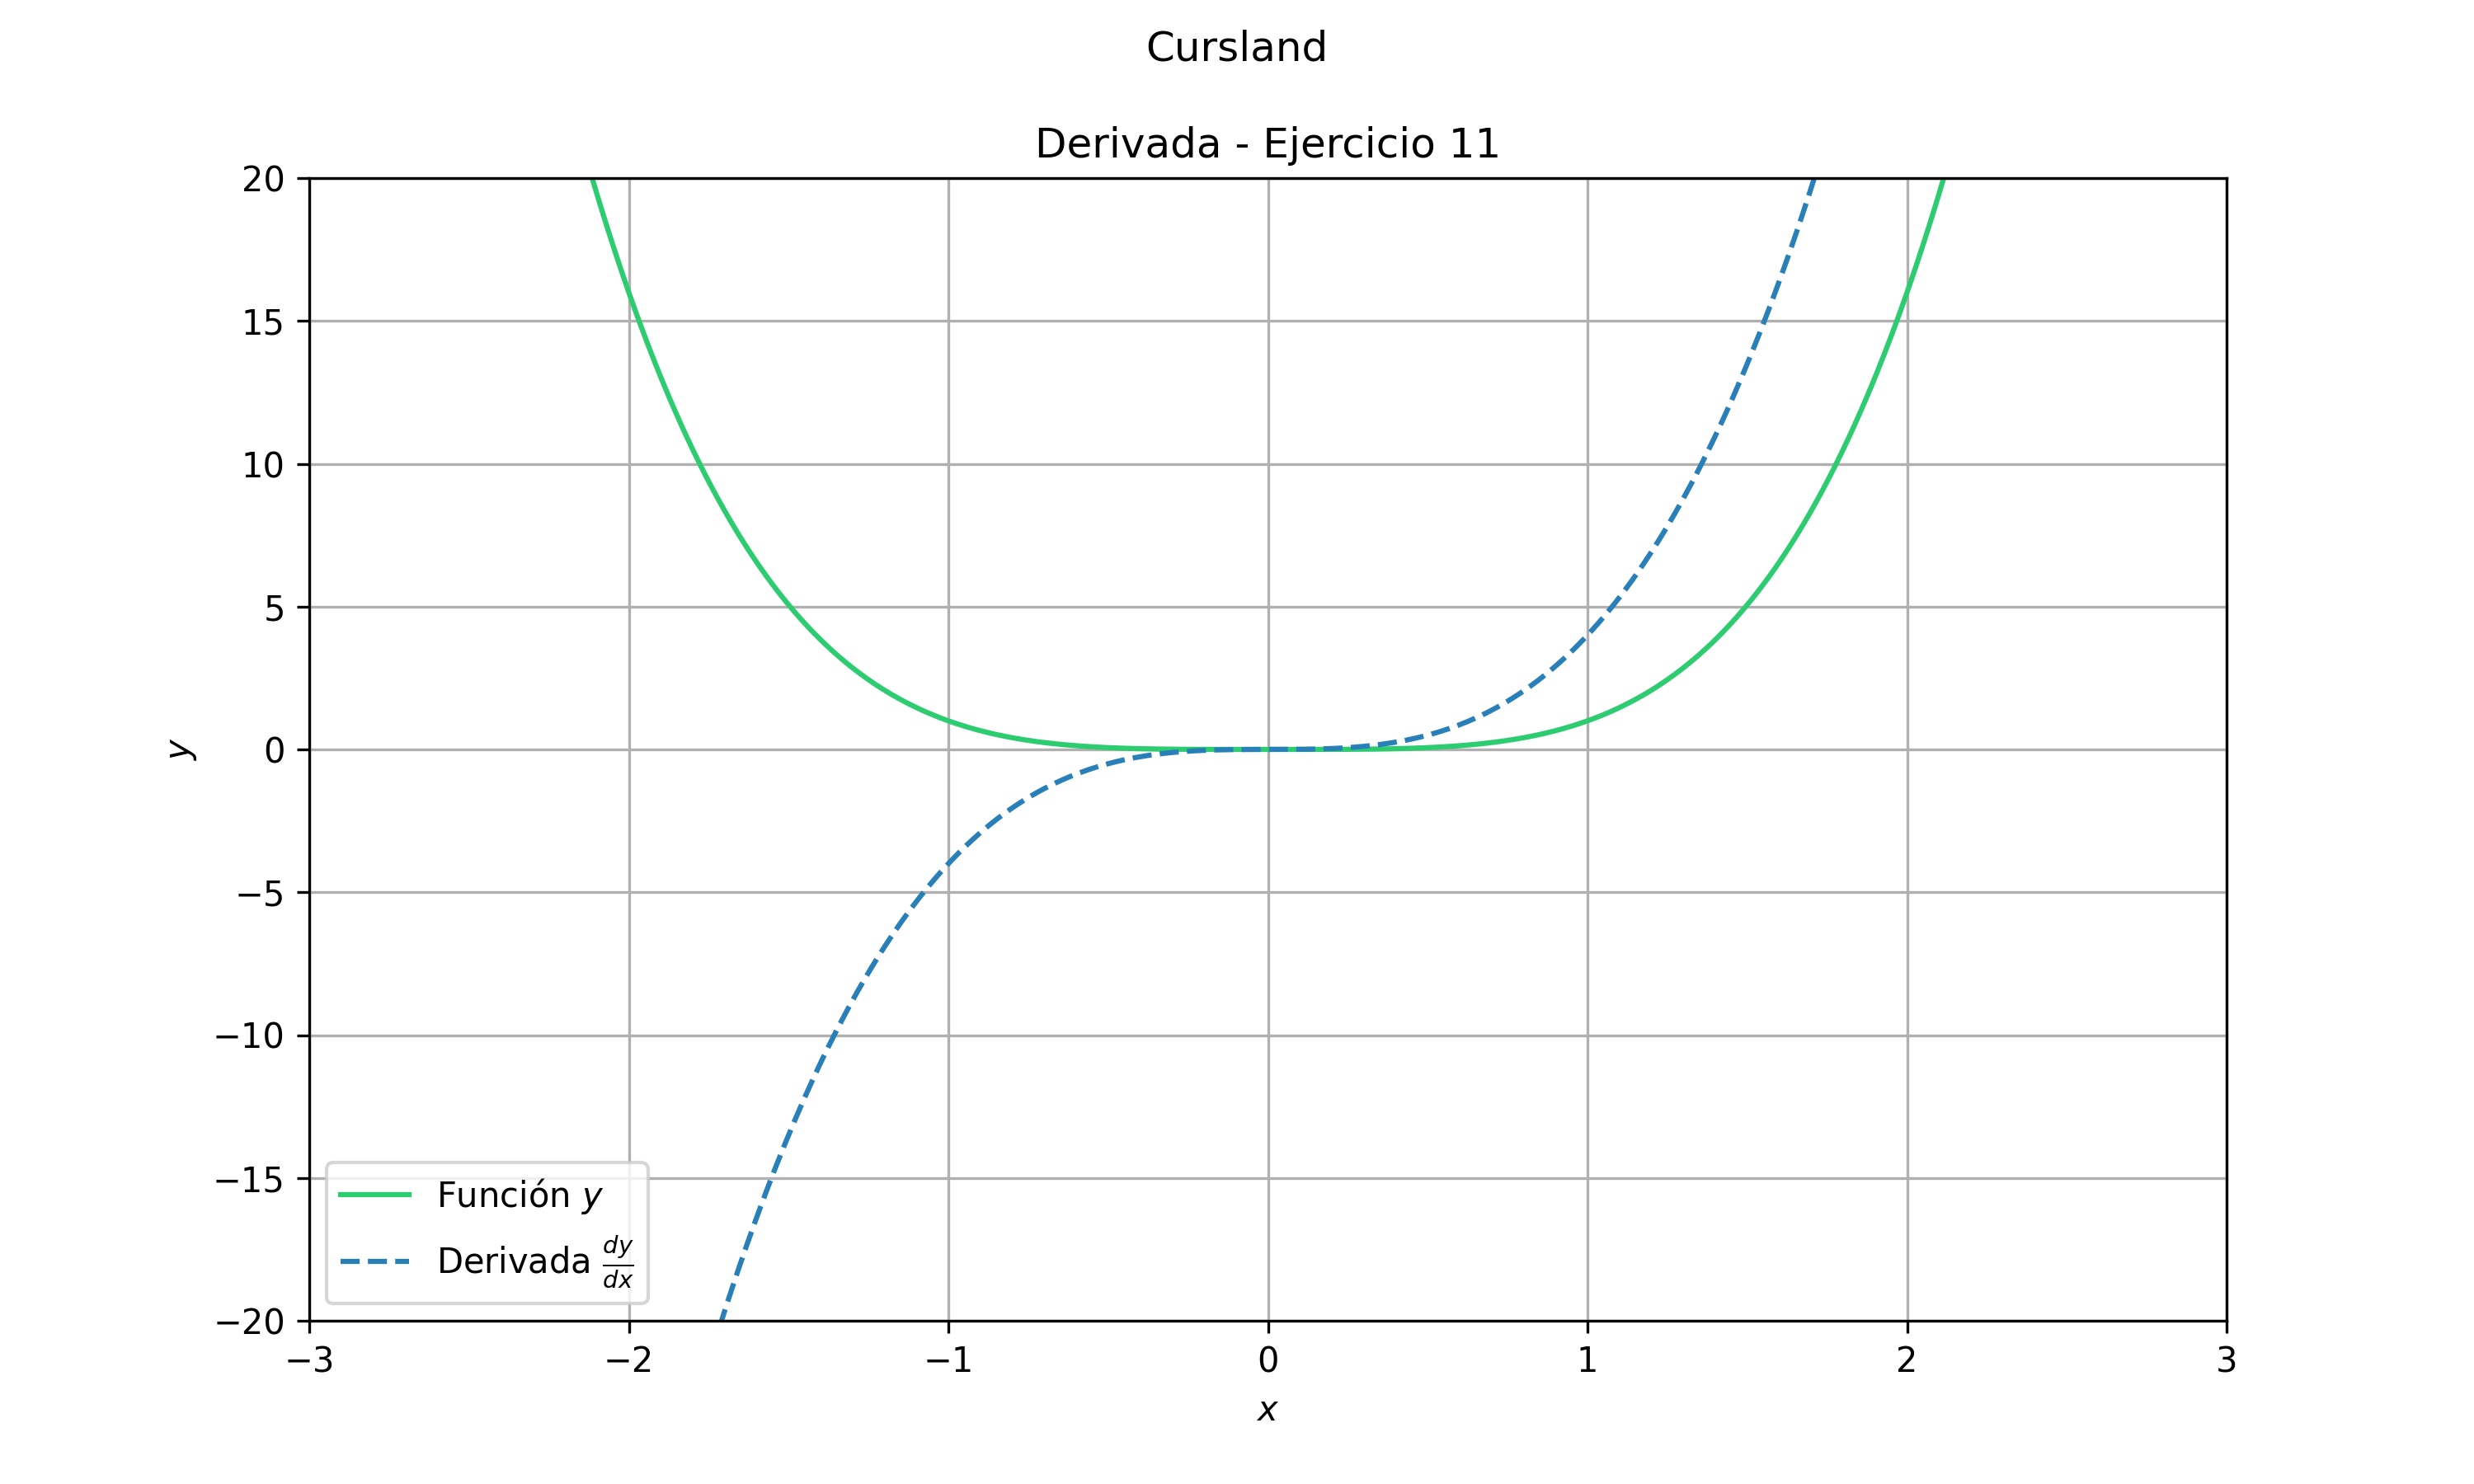 Cursland
Derivada - Ejercicio 11
20
15
10
5
0
−5
−10
−15
−20
y
Función y
Derivada dy/dx
−3 −2 −1 0 1 2 3
x